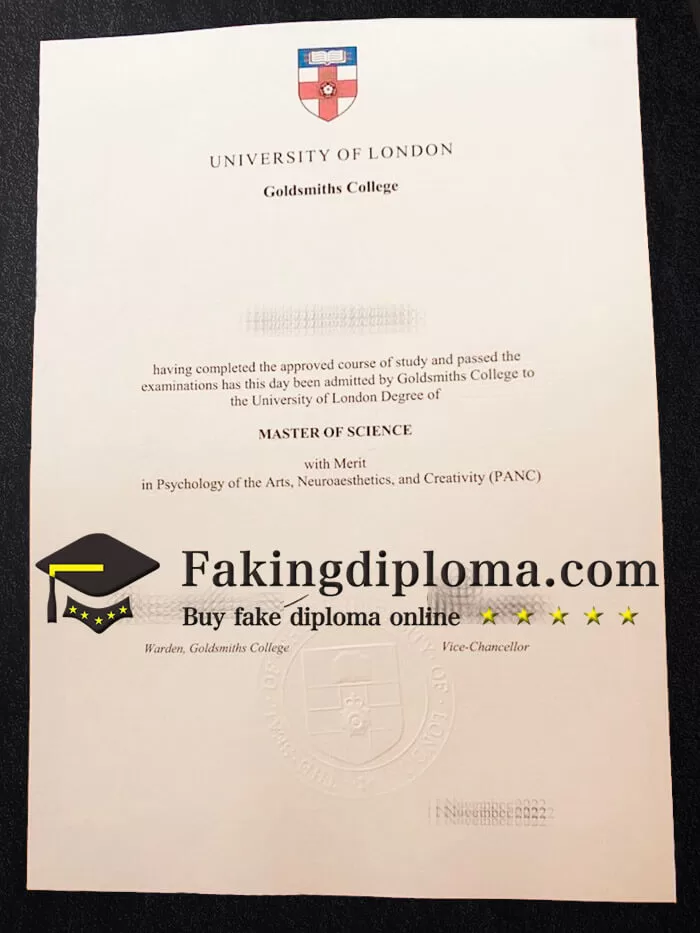 UNIVERSITY OF LONDON
Goldsmiths College
having completed the approved course of study and passed the
examinations has this day been admitted by Goldsmiths College to
the University of London Degree of
MASTER OF SCIENCE
with Merit
in Psychology of the Arts, Neuroaesthetics, and Creativity (PANC)
Fakingdiploma.com
Buy fake diploma online
Warden, Goldsmiths College
Vice-Chancellor
November 2022